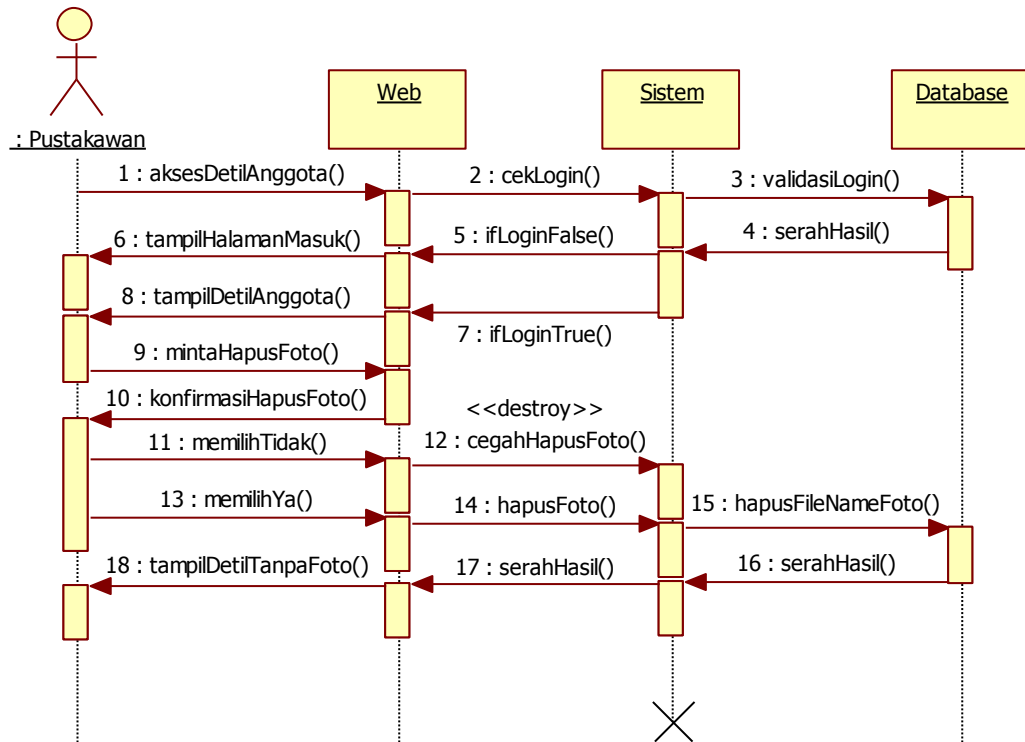 : Pustakawan
Web
Sistem
Database
1 : aksesDetilAnggota()
2 : cekLogin()
3 : validasiLogin()
4 : serahHasil()
5 : ifLoginFalse()
6 : tampilHalamanMasuk()
7 : ifLoginTrue()
8 : tampilDetilAnggota()
9 : mintaHapusFoto()
10 : konfirmasiHapusFoto()
11 : memilihTidak()
<<destroy>>
12 : cegahHapusFoto()
13 : memilihYa()
14 : hapusFoto()
15 : hapusFileNameFoto()
16 : serahHasil()
17 : serahHasil()
18 : tampilDetilTanpaFoto()